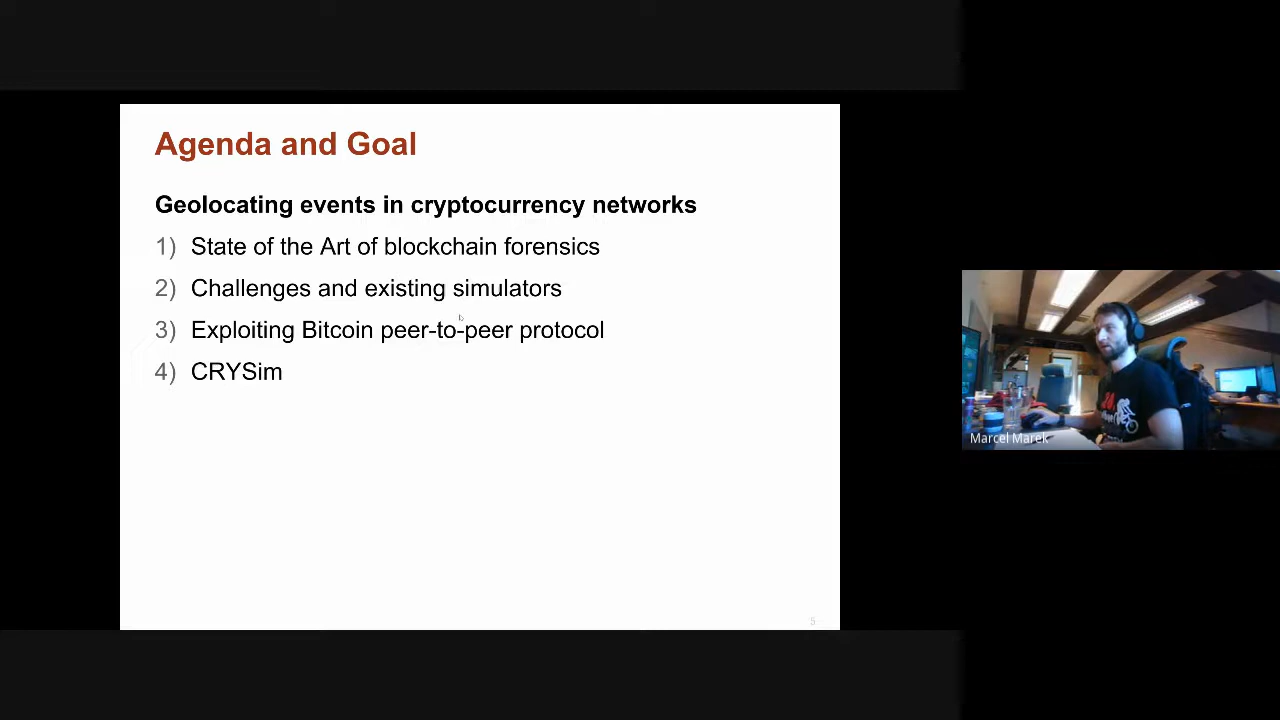 Agenda and Goal
Geolocating events in cryptocurrency networks
1) State of the Art of blockchain forensics
2) Challenges and existing simulators
3) Exploiting Bitcoin peer-to-peer protocol
4) CRYSim
5
Marcel Marek